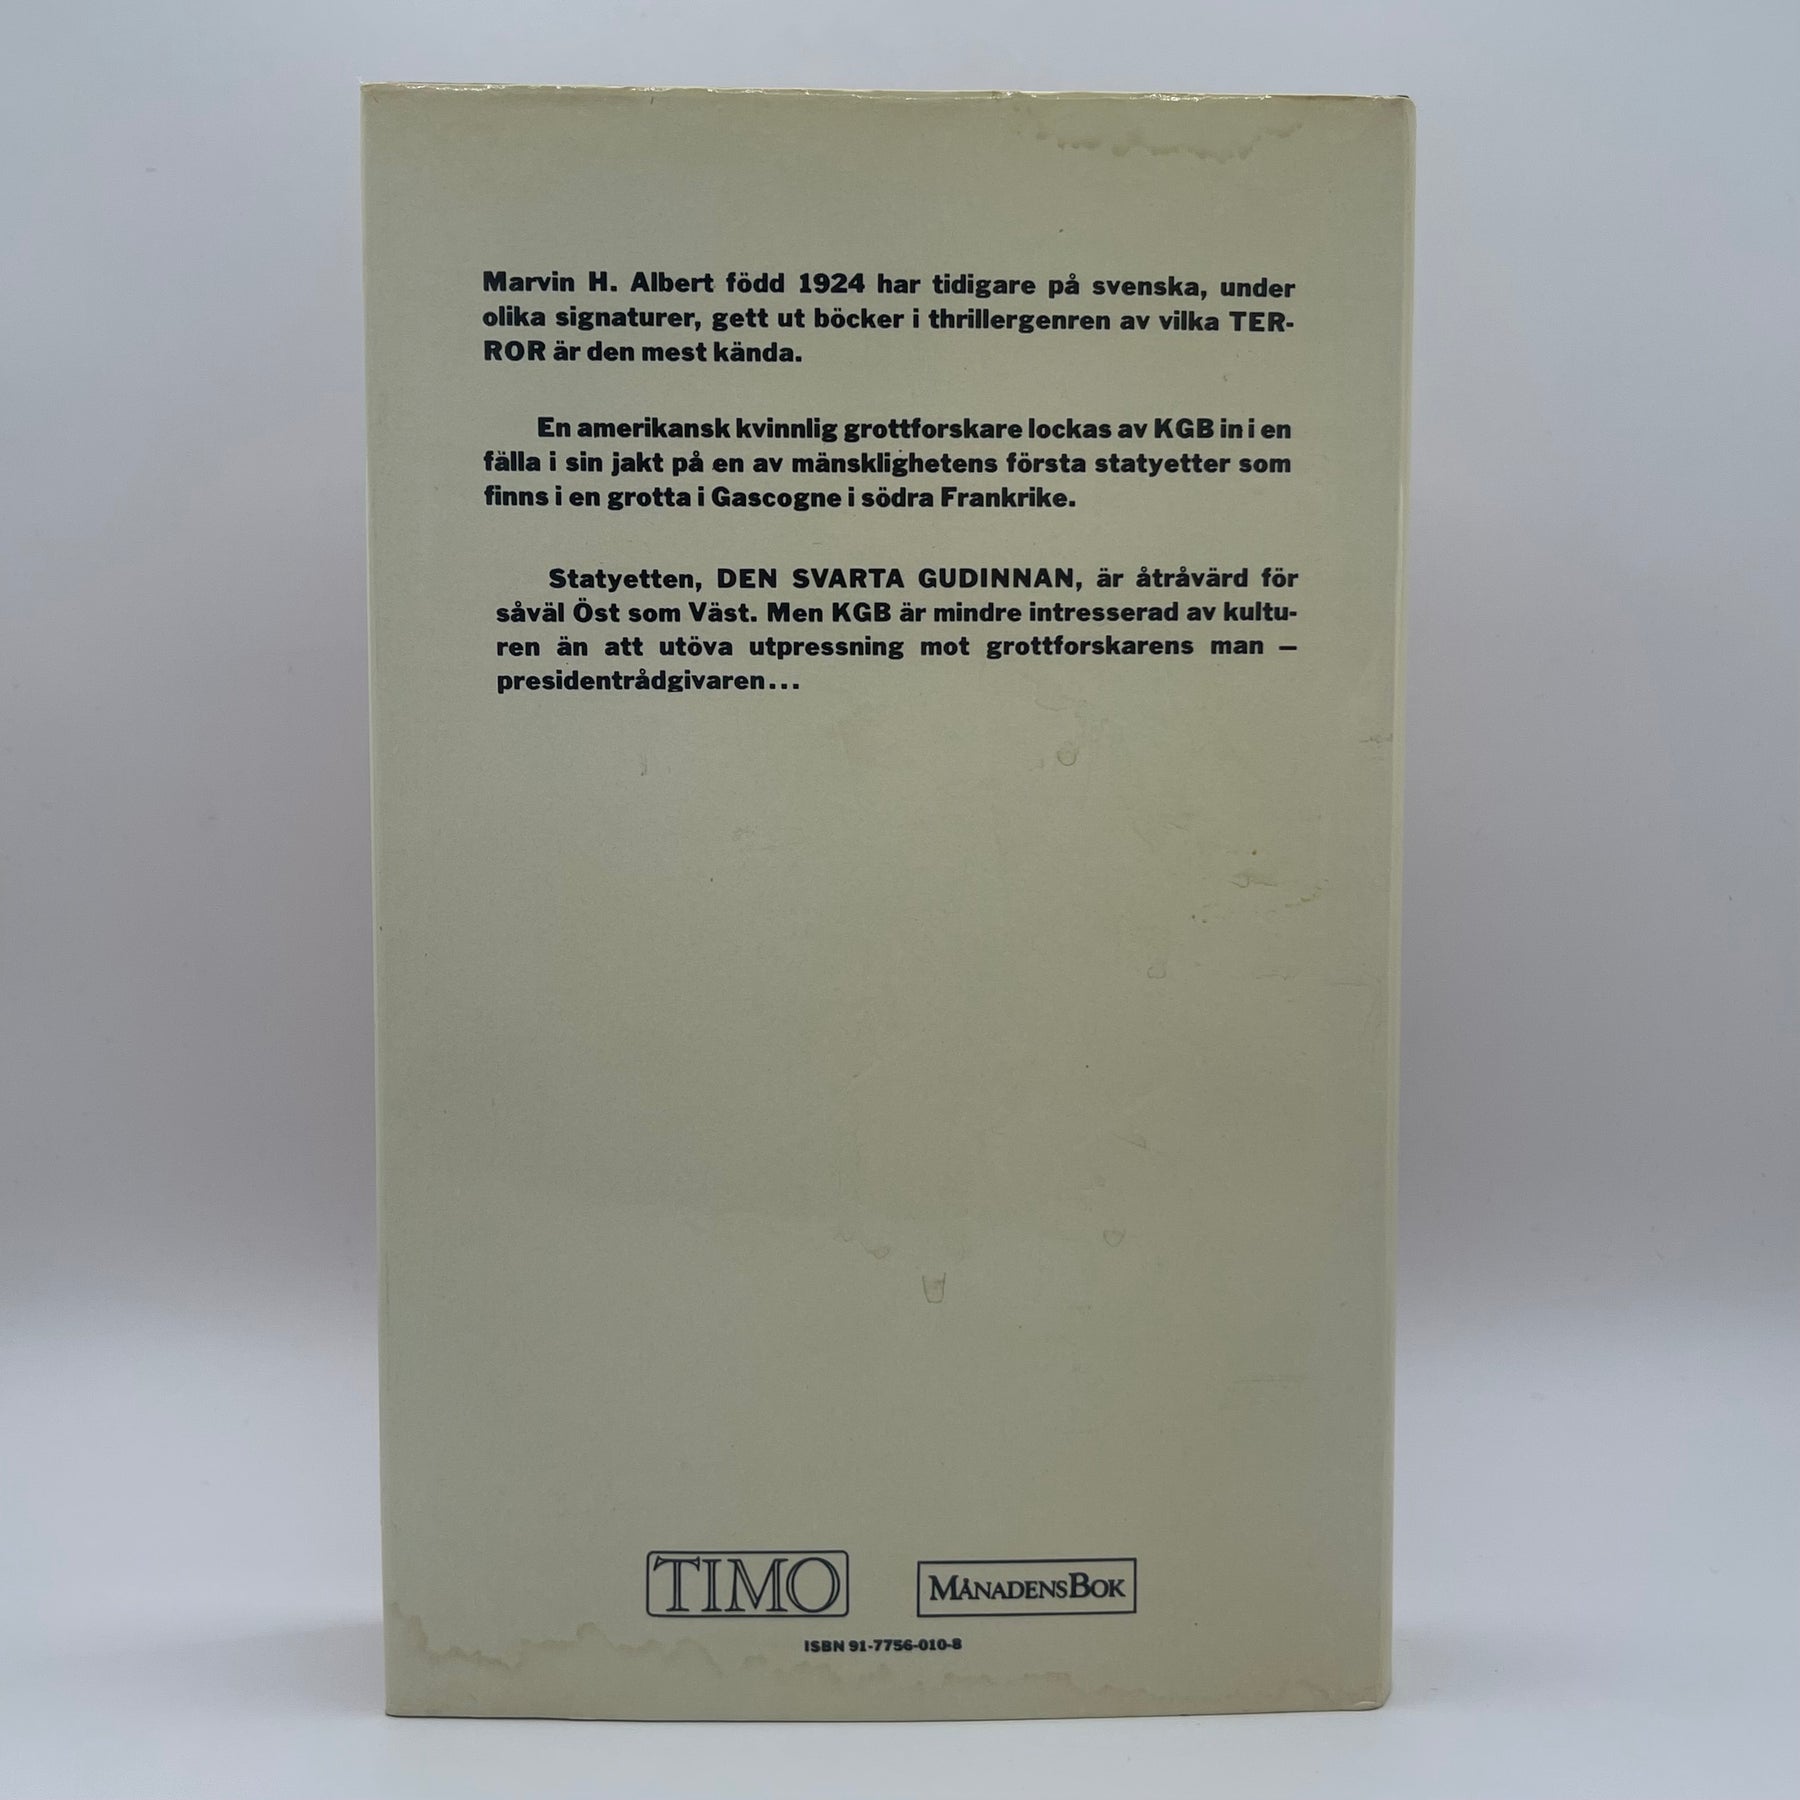 Marvin H. Albert född 1924 har tidigare på svenska, under
olika signaturer, gett ut böcker i thrillergenren av vilka TER-
ROR är den mest kända.
En amerikansk kvinnlig grottforskare lockas av KGB in i en
fälla i sin jakt på en av mänsklighetens första statyetter som
finns i en grotta i Gascogne i södra Frankrike.
Statyetten, DEN SVARTA GUDINNAN, är åtråvärd för
såväl Öst som Väst. Men KGB är mindre intresserad av kultu-
ren än att utöva utpressning mot grottforskarens man –
presidentrådgivaren...
TIMO
MÅNADENSBOK
ISBN 91-7756-010-8